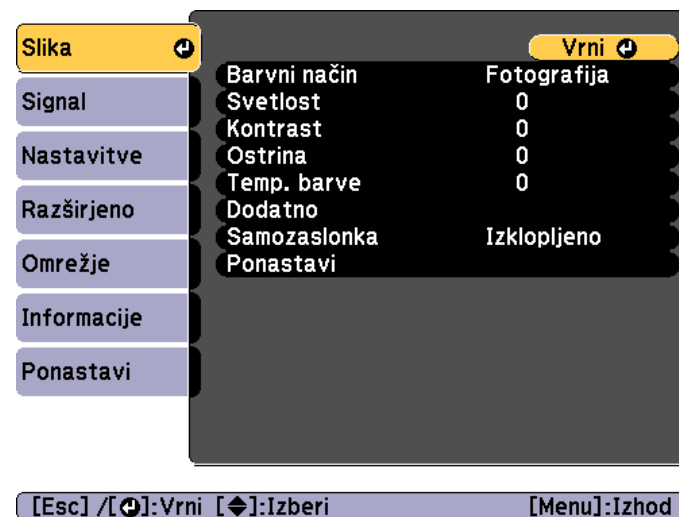 Slika
Signal
Nastavitve
Razširjeno
Omrežje
Informacije
Ponastavi
Vrni
Barvni način Fotografija
Svetlost 0
Kontrast 0
Ostrina 0
Temp. barve 0
Dodatno
Samozaslonka Izklopljeno
Ponastavi
[Esc] /[⏎]:Vrni [◆]:Izberi [Menu]:Izhod